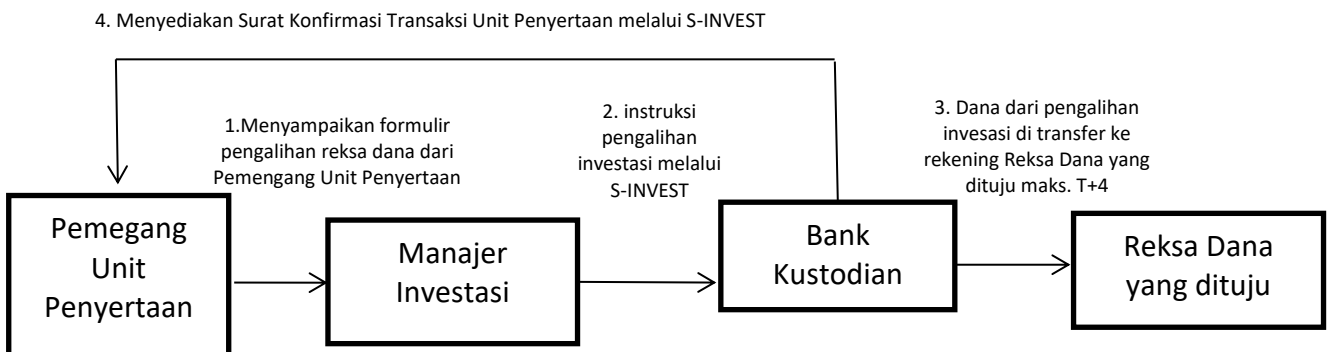 4. Menyediakan Surat Konfirmasi Transaksi Unit Penyertaan melalui S-INVEST
1.Menyampaikan formulir
pengalihan reksa dana dari
Pemengang Unit Penyertaan
2. instruksi
pengalihan
investasi melalui
S-INVEST
3. Dana dari pengalihan
invesasi di transfer ke
rekening Reksa Dana yang
dituju maks. T+4
Pemegang
Unit
Penyertaan
Manajer
Investasi
Bank
Kustodian
Reksa Dana
yang dituju